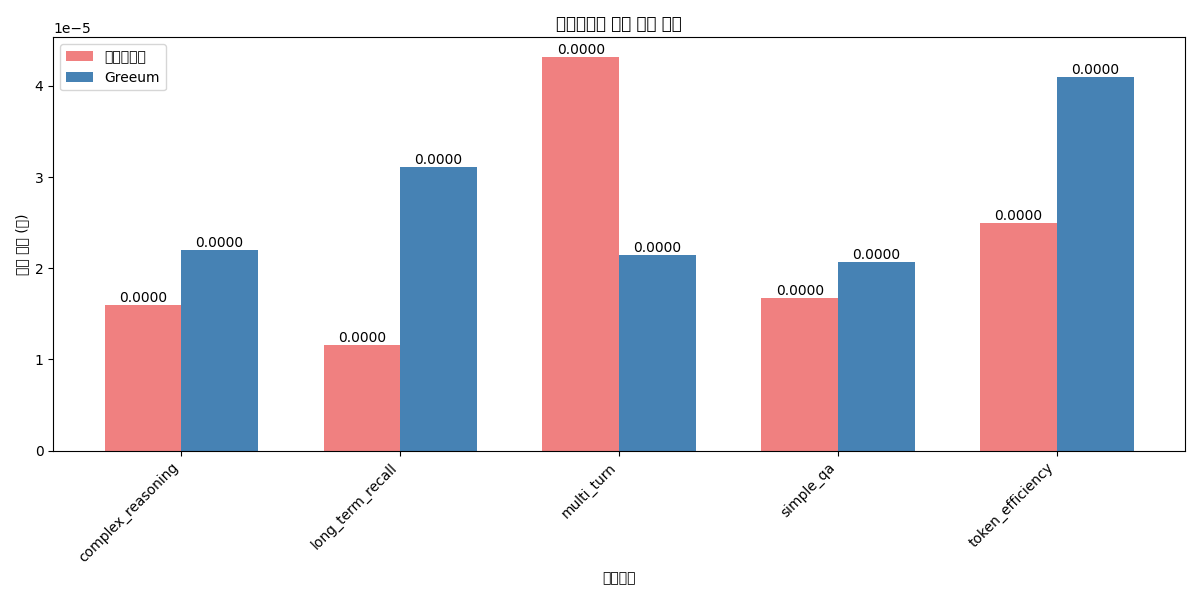 1e−5
0.0000
Greeum
0.0000
0.0000
0.0000
0.0000
0.0000
0.0000
0.0000
0.0000
0.0000
4
3
2
1
0
complex_reasoning
long_term_recall
multi_turn
simple_qa
token_efficiency